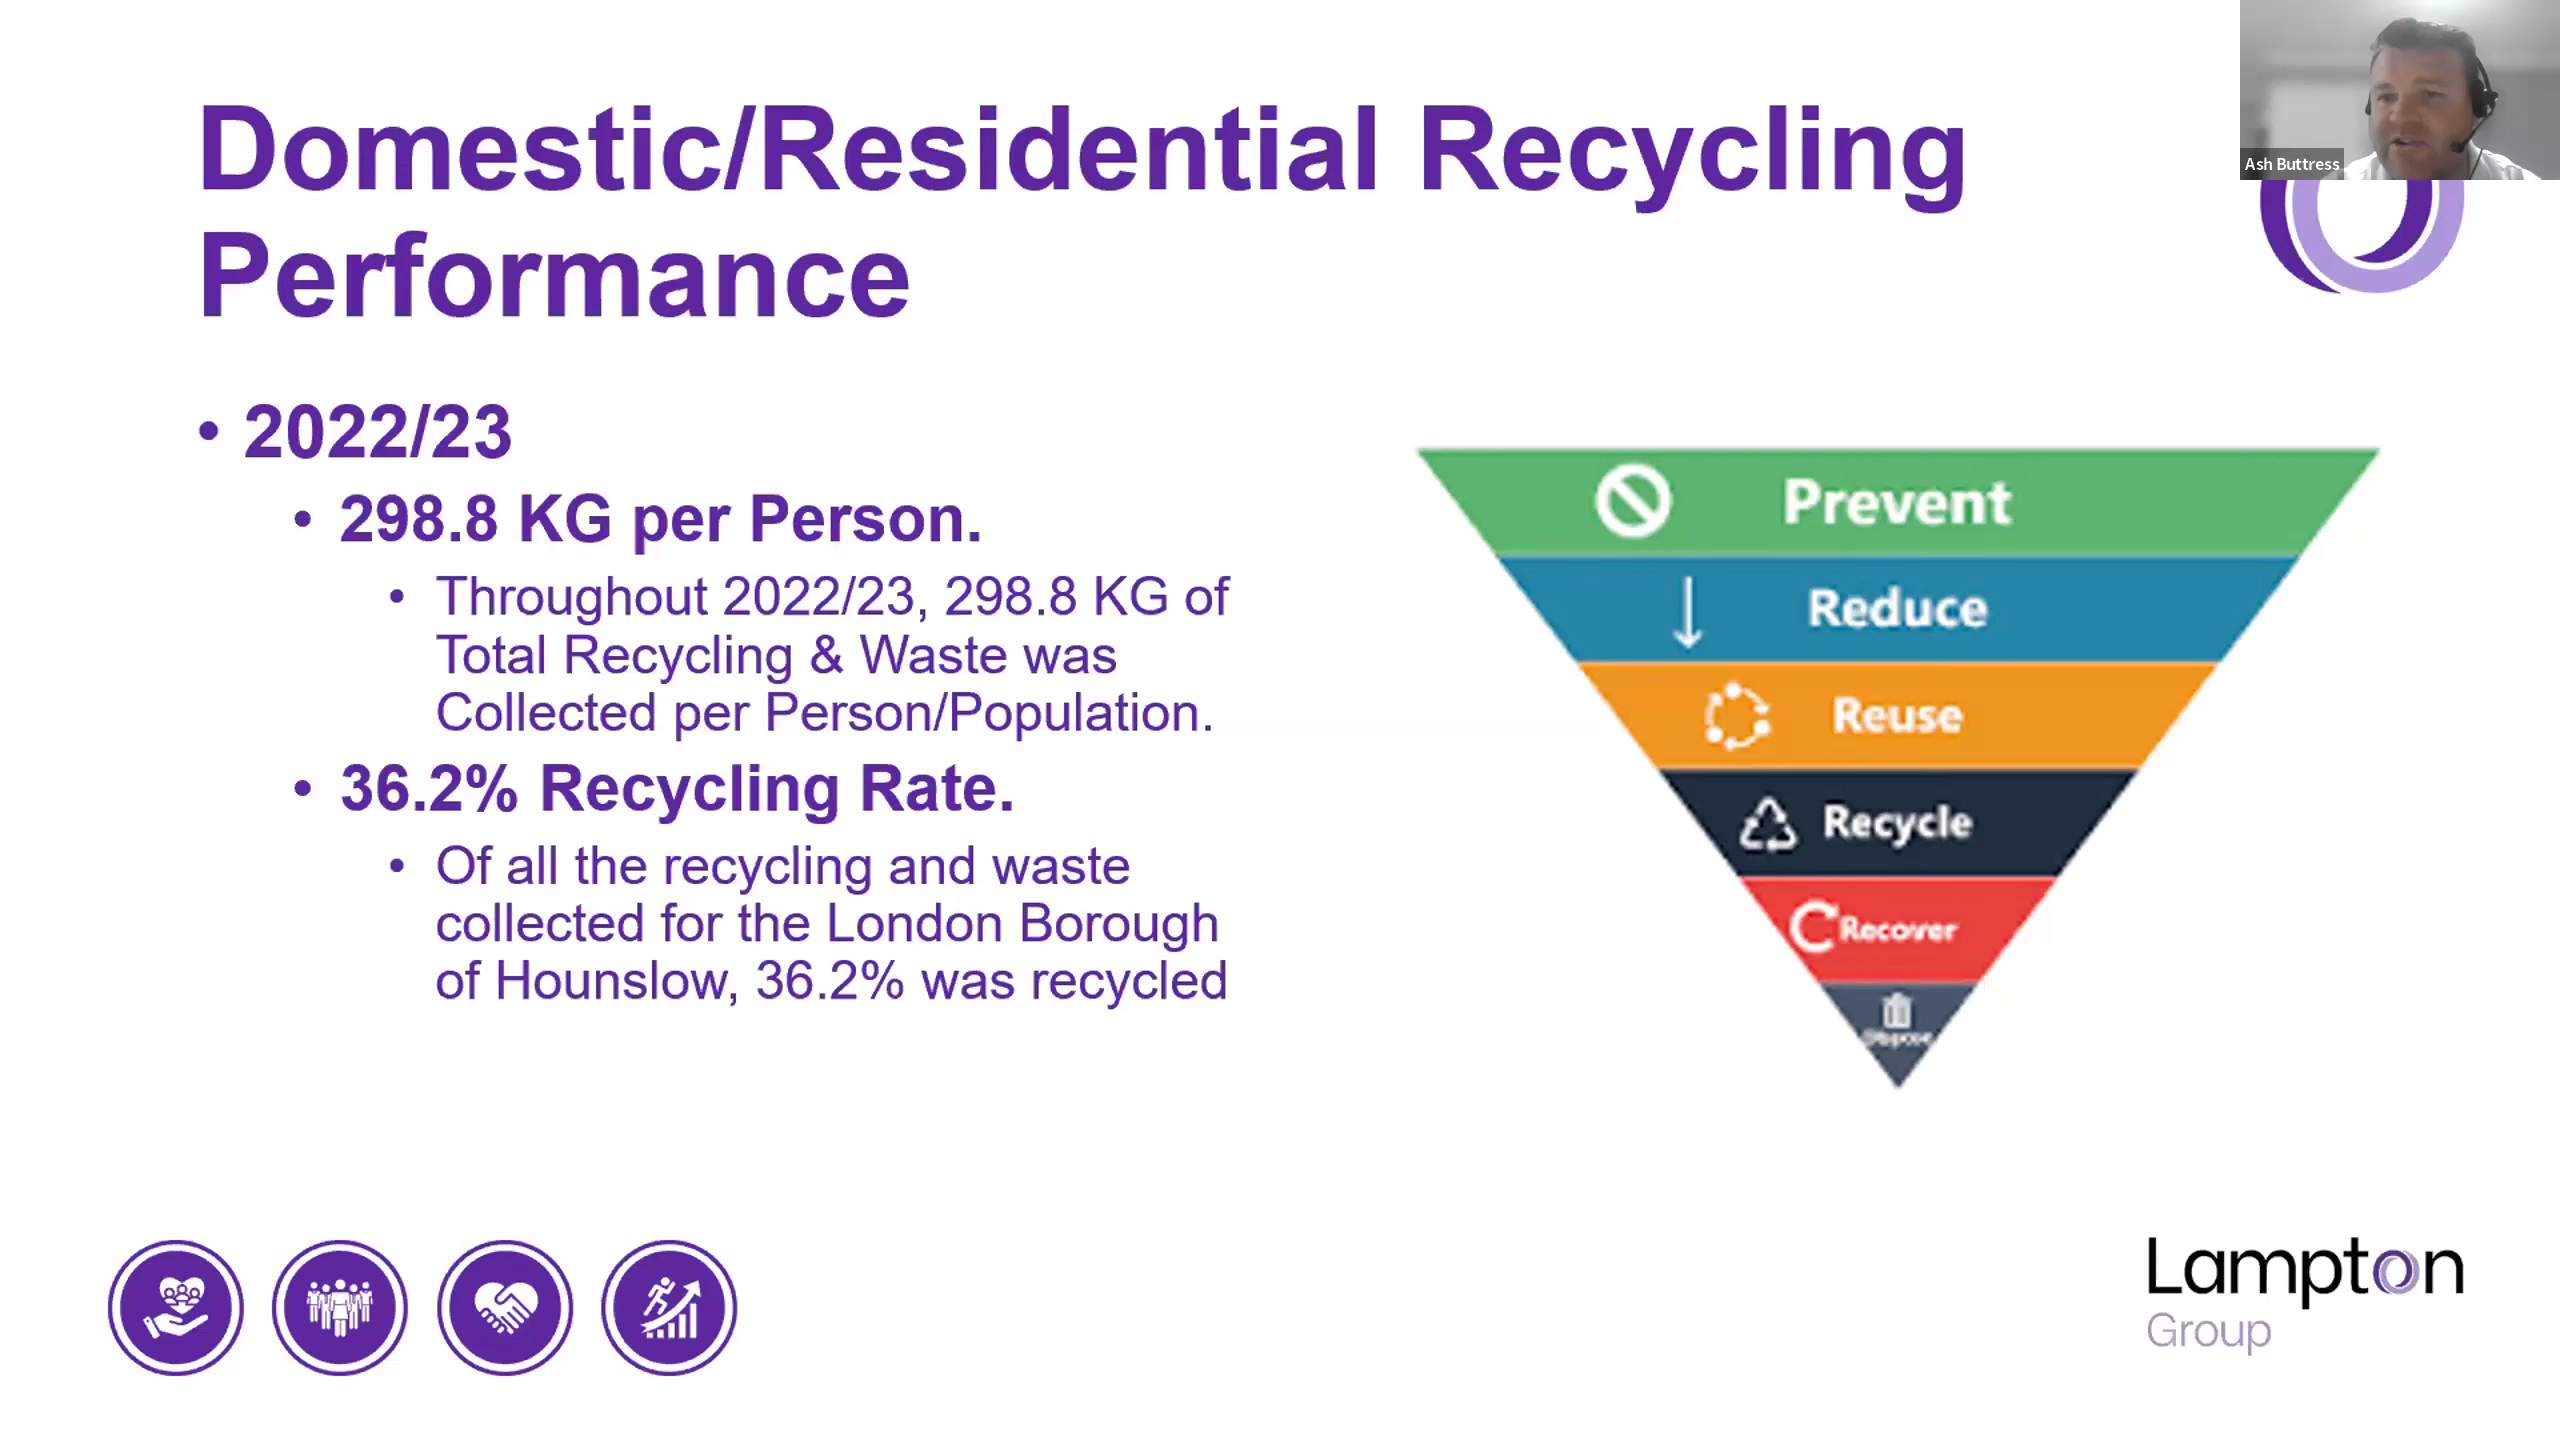 Domestic/Residential Recycling
Performance
Ash Buttress
• 2022/23
• 298.8 KG per Person.
• Throughout 2022/23, 298.8 KG of
Total Recycling & Waste was
Collected per Person/Population.
• 36.2% Recycling Rate.
• Of all the recycling and waste
collected for the London Borough
of Hounslow, 36.2% was recycled
Prevent
Reduce
Reuse
Recycle
Recover
Dispose
Lampton
Group